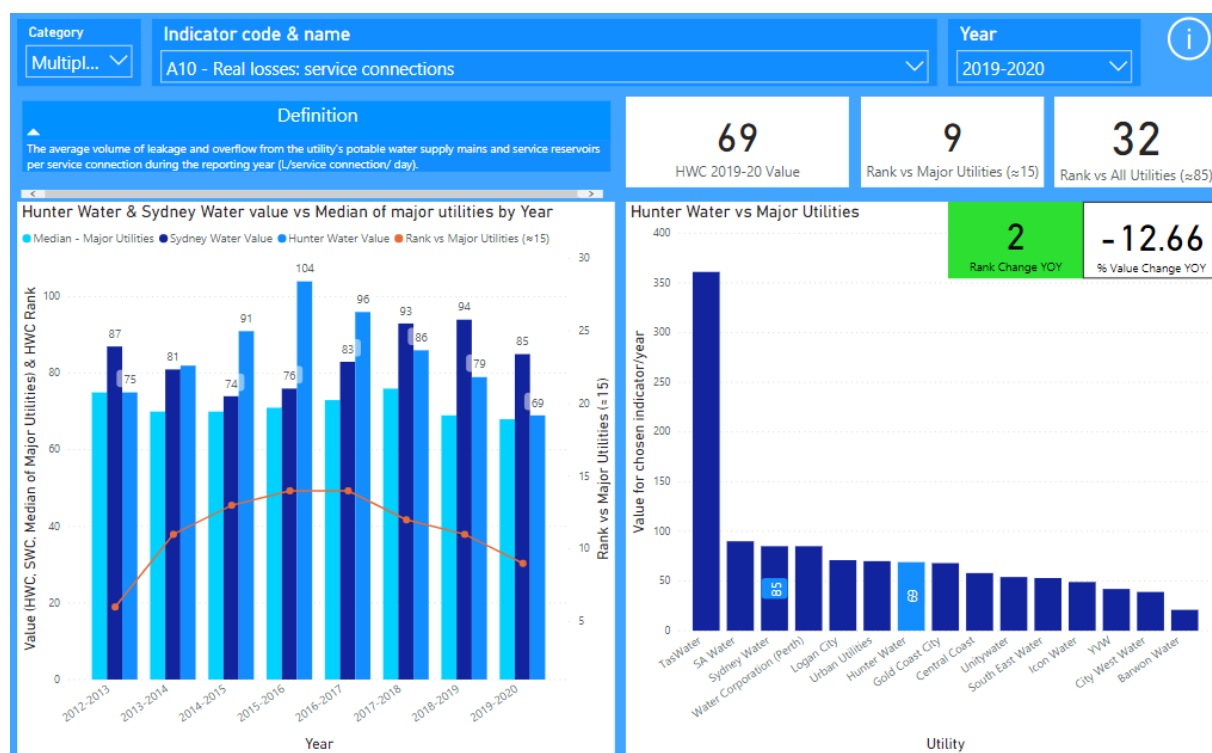 Category
Multipl...
Indicator code & name
A10 - Real losses: service connections
Year
2019-2020
i
Definition
The average volume of leakage and overflow from the utility's potable water supply mains and service reservoirs
per service connection during the reporting year (L/service connection/ day).
69
HWC 2019-20 Value
9
Rank vs Major Utilities (≈15)
32
Rank vs All Utilities (≈85)
Hunter Water & Sydney Water value vs Median of major utilities by Year
Median - Major Utilities Sydney Water Value Hunter Water Value Rank vs Major Utilities (≈15)
Value (HWC, SWC, Median of Major Utilities) & HWC Rank
100
80
60
40
20
0
87
75
81
74
91
76
104
83
96
93
86
94
79
85
69
30
25
20
15
10
5
Rank vs Major Utilities (≈15)
2012-2013
2013-2014
2014-2015
2015-2016
2016-2017
2017-2018
2018-2019
2019-2020
Year
Hunter Water vs Major Utilities
2
Rank Change YOY
-12.66
% Value Change YOY
Value for chosen indicator/year
400
350
300
250
200
150
100
50
0
85
69
TasWater
SA Water
Sydney Water
Water Corporation (Perth)
Logan City
Urban Utilities
Hunter Water
Gold Coast City
Central Coast
Unitywater
South East Water
Icon Water
YVW
City West Water
Barwon Water
Utility